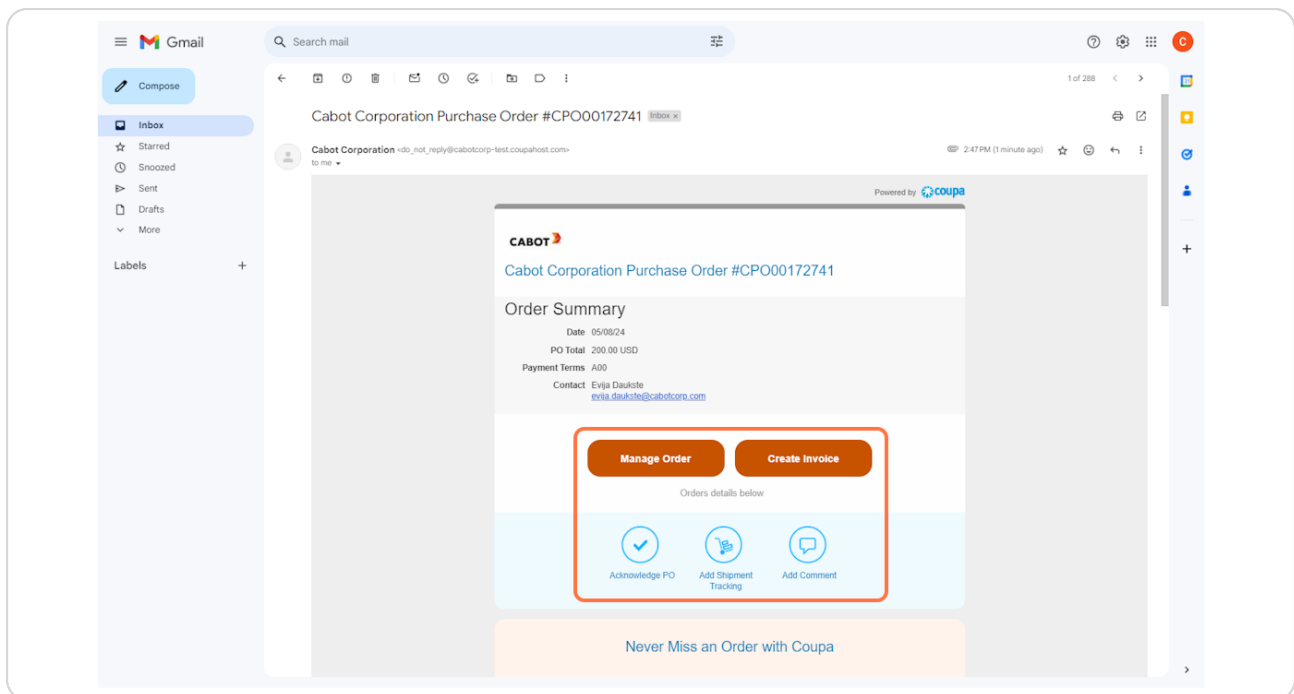 Gmail
Search mail
C
Compose
1 of 288
Inbox
Starred
Snoozed
Sent
Drafts
More
Labels
Cabot Corporation Purchase Order #CPO00172741 Inbox ×
Cabot Corporation <do_not_reply@cabotcorp-test.coupahost.com>
2:47 PM (1 minute ago)
to me
Powered by coupa
CABOT
Cabot Corporation Purchase Order #CPO00172741
Order Summary
Date 05/08/24
PO Total 200.00 USD
Payment Terms A00
Contact Evija Daukste
evija.daukste@cabotcorp.com
Manage Order
Create Invoice
Orders details below
Acknowledge PO
Add Shipment
Tracking
Add Comment
Never Miss an Order with Coupa